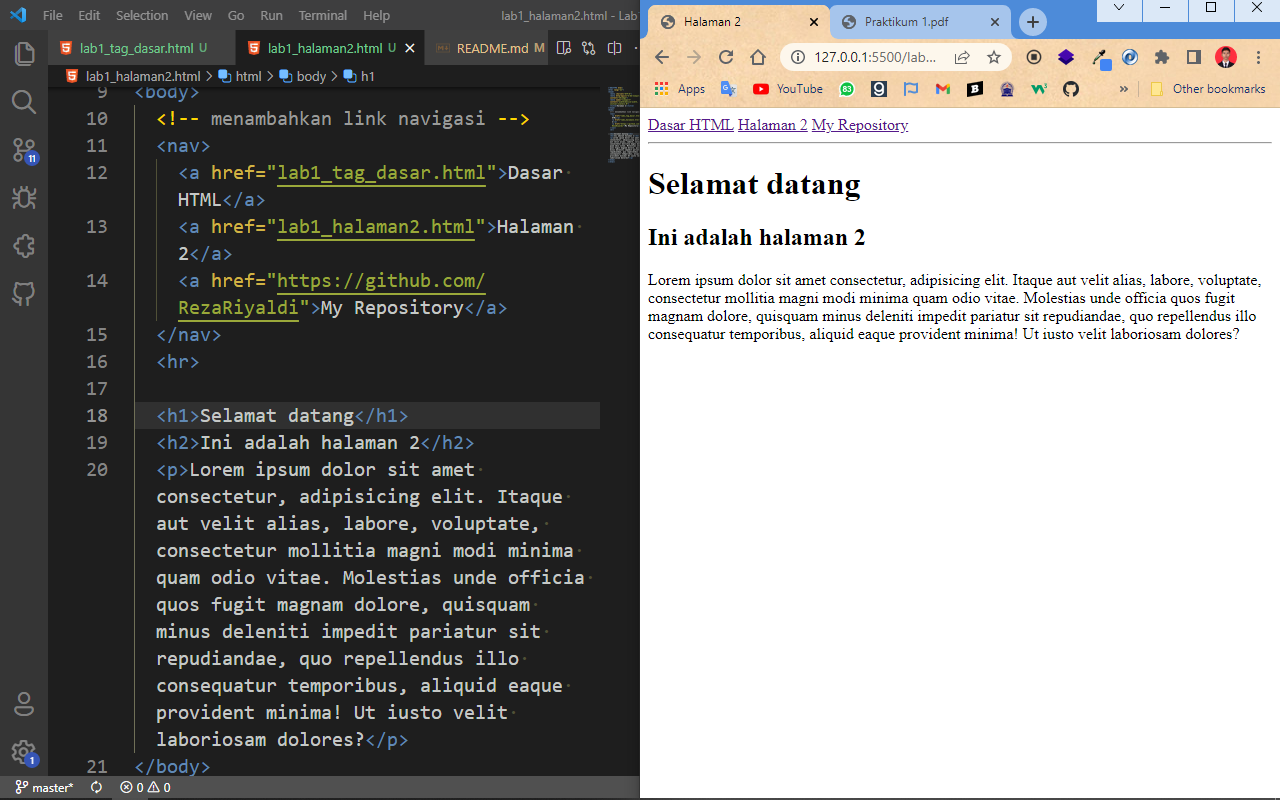 File Edit Selection View Go Run Terminal Help lab1_halaman2.html - Lab1
lab1_tag_dasar.html U lab1_halaman2.html U README.md M
lab1_halaman2.html > html > body > h1
9 <body>
10 <!-- menambahkan link navigasi -->
11 <nav>
12 <a href="lab1_tag_dasar.html">Dasar
HTML</a>
13 <a href="lab1_halaman2.html">Halaman
2</a>
14 <a href="https://github.com/
RezaRiyaldi">My Repository</a>
15 </nav>
16 <hr>
17
18 <h1>Selamat datang</h1>
19 <h2>Ini adalah halaman 2</h2>
20 <p>Lorem ipsum dolor sit amet
consectetur, adipisicing elit. Itaque
aut velit alias, labore, voluptate,
consectetur mollitia magni modi minima
quam odio vitae. Molestias unde officia
quos fugit magnam dolore, quisquam
minus deleniti impedit pariatur sit
repudiandae, quo repellendus illo
consequatur temporibus, aliquid eaque
provident minima! Ut iusto velit
laboriosam dolores?</p>
21 </body>
11
1
master* 0 0
Halaman 2 Praktikum 1.pdf
127.0.0.1:5500/lab...
Apps YouTube 83 Other bookmarks
Dasar HTML Halaman 2 My Repository
Selamat datang
Ini adalah halaman 2
Lorem ipsum dolor sit amet consectetur, adipisicing elit. Itaque aut velit alias, labore, voluptate,
consectetur mollitia magni modi minima quam odio vitae. Molestias unde officia quos fugit
magnam dolore, quisquam minus deleniti impedit pariatur sit repudiandae, quo repellendus illo
consequatur temporibus, aliquid eaque provident minima! Ut iusto velit laboriosam dolores?